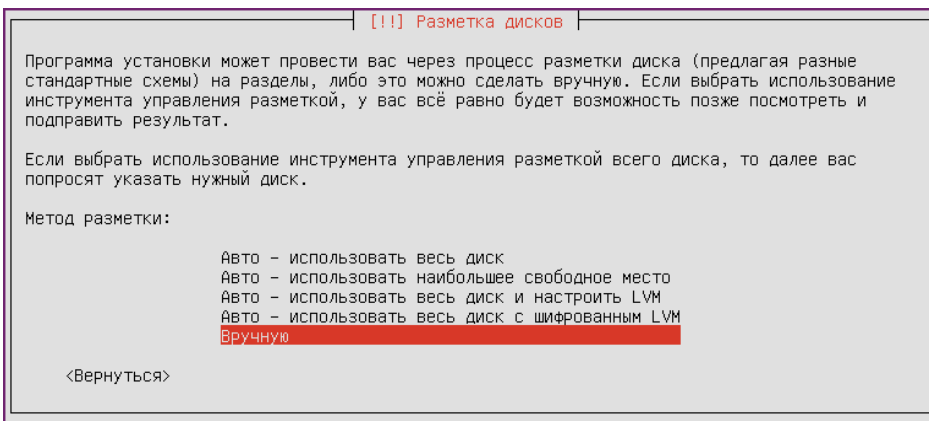 [!!] Разметка дисков
Программа установки может провести вас через процесс разметки диска (предлагая разные
стандартные схемы) на разделы, либо это можно сделать вручную. Если выбрать использование
инструмента управления разметкой, у вас всё равно будет возможность позже посмотреть и
подправить результат.
Если выбрать использование инструмента управления разметкой всего диска, то далее вас
попросят указать нужный диск.
Метод разметки:
Авто – использовать весь диск
Авто – использовать наибольшее свободное место
Авто – использовать весь диск и настроить LVM
Авто – использовать весь диск с шифрованным LVM
Вручную
<Вернуться>